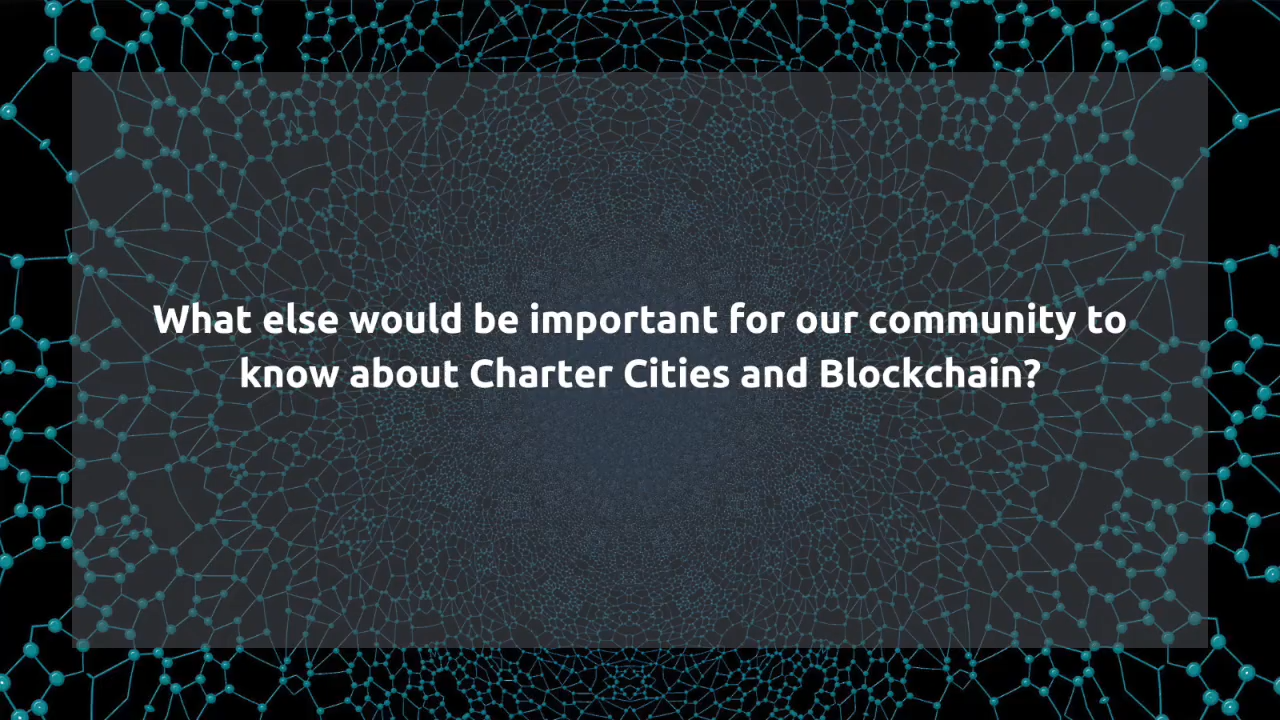 What else would be important for our community to
know about Charter Cities and Blockchain?